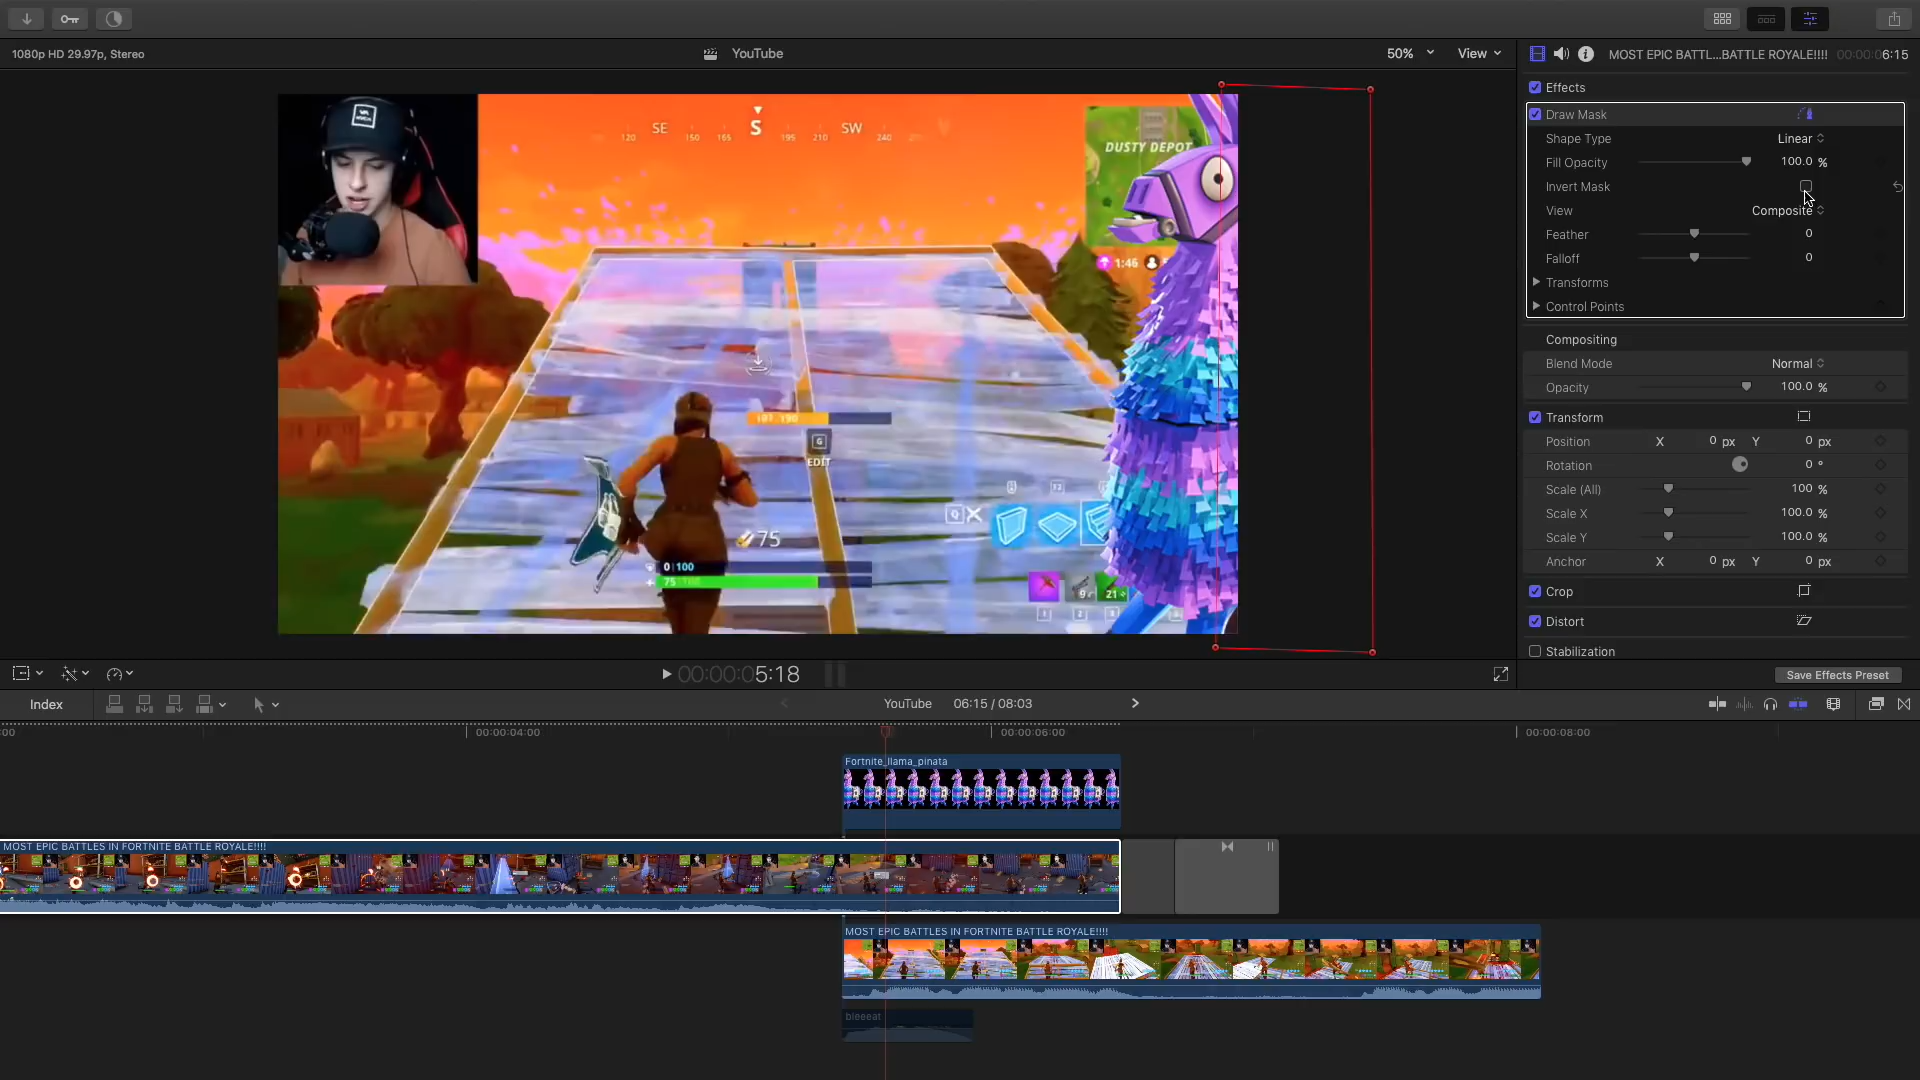 1080p HD 29.97p, Stereo
YouTube
50%
View
MOST EPIC BATTL...BATTLE ROYALE!!!!
00:00:06:15
Effects
Draw Mask
Shape Type
Linear
Fill Opacity
100.0 %
Invert Mask
View
Composite
Feather
0
Falloff
0
Transforms
Control Points
Compositing
Blend Mode
Normal
Opacity
100.0 %
Transform
Position
X 0 px Y 0 px
Rotation
0 °
Scale (All)
100 %
Scale X
100.0 %
Scale Y
100.0 %
Anchor
X 0 px Y 0 px
Crop
Distort
Stabilization
Save Effects Preset
120 SE 150 165 S 195 210 SW 240
DUSTY DEPOT
1:46
G
EDIT
Q
F2
75
0|100
75
9
21
1
2
3
00:00:05:18
Index
YouTube
06:15 / 08:03
00:00:04:00
00:00:06:00
00:00:08:00
Fortnite_llama_pinata
MOST EPIC BATTLES IN FORTNITE BATTLE ROYALE!!!!
MOST EPIC BATTLES IN FORTNITE BATTLE ROYALE!!!!
bleeeat